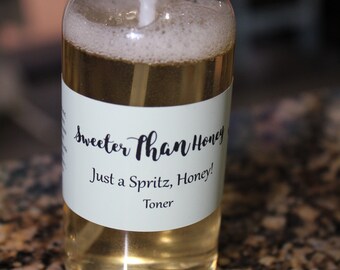 Sweeter Than Honey
Just a Spritz, Honey!
Toner